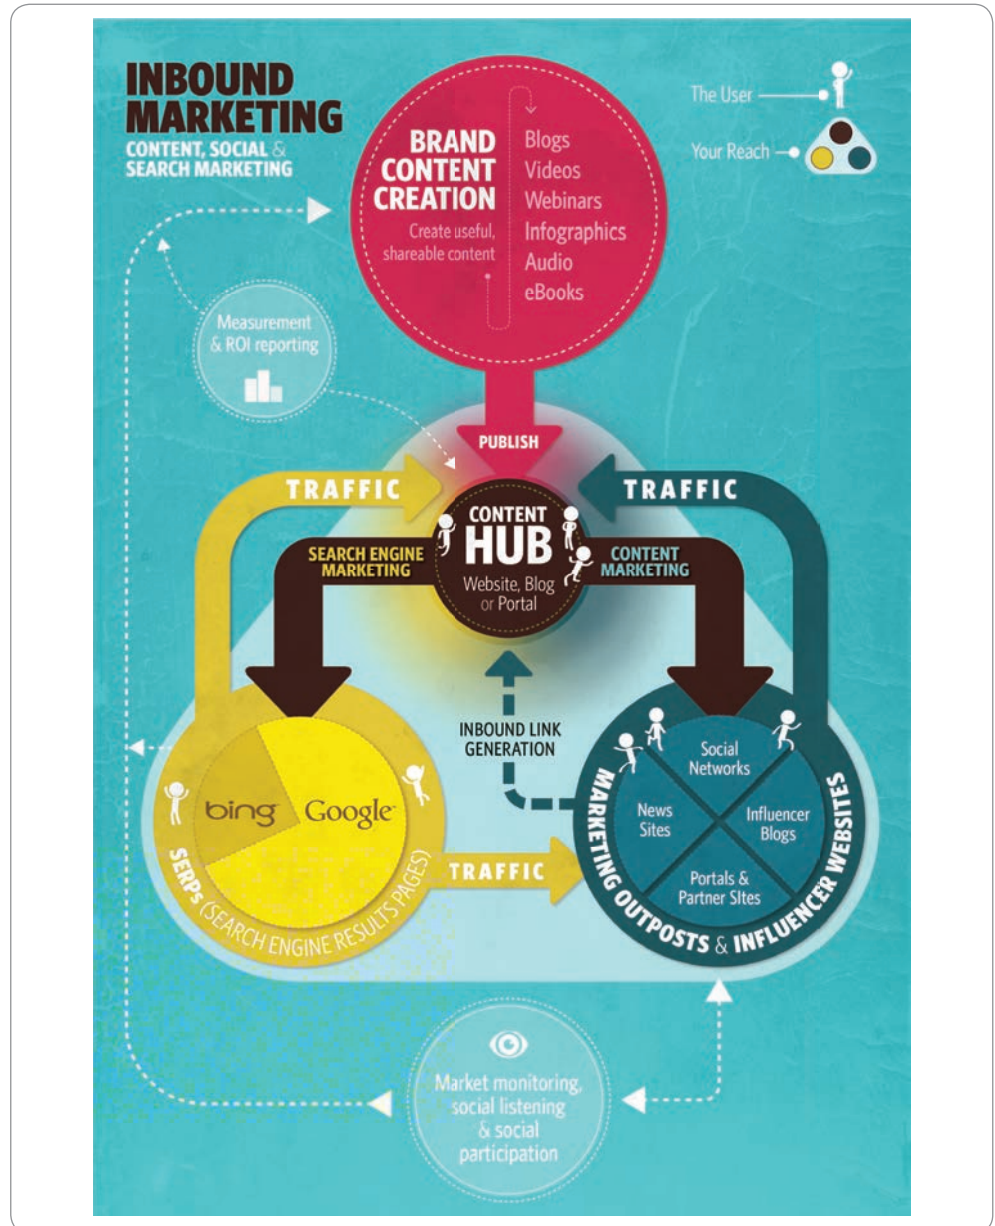 INBOUND
MARKETING
CONTENT, SOCIAL &
SEARCH MARKETING
The User
Your Reach
BRAND
CONTENT
CREATION
Create useful,
shareable content
Blogs
Videos
Webinars
Infographics
Audio
eBooks
Measurement
& ROI reporting
PUBLISH
TRAFFIC
TRAFFIC
CONTENT
HUB
Website, Blog
or Portal
SEARCH ENGINE
MARKETING
CONTENT
MARKETING
INBOUND LINK
GENERATION
bing
Google
SERPs (SEARCH ENGINE RESULTS PAGES)
TRAFFIC
Social
Networks
News
Sites
Influencer
Blogs
Portals &
Partner SItes
MARKETING OUTPOSTS & INFLUENCER WEBSITES
Market monitoring,
social listening
& social
participation